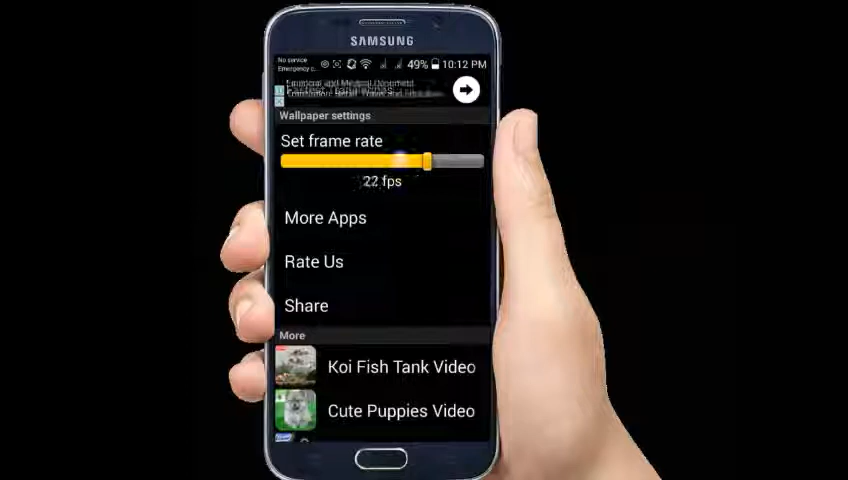 SAMSUNG
No service
Emergency c..
49% 10:12 PM
Wallpaper settings
Set frame rate
22 fps
More Apps
Rate Us
Share
More
Koi Fish Tank Video
Cute Puppies Video